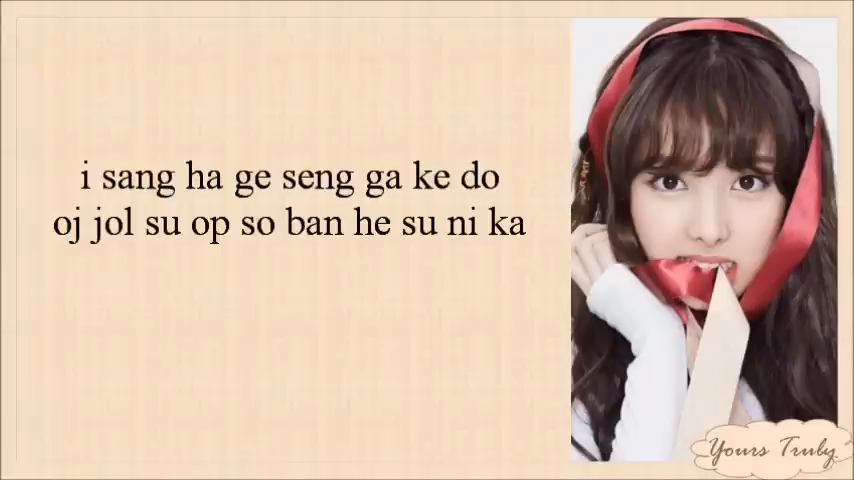 i sang ha ge seng ga ke do
oj jol su op so ban he su ni ka
Yours Truly